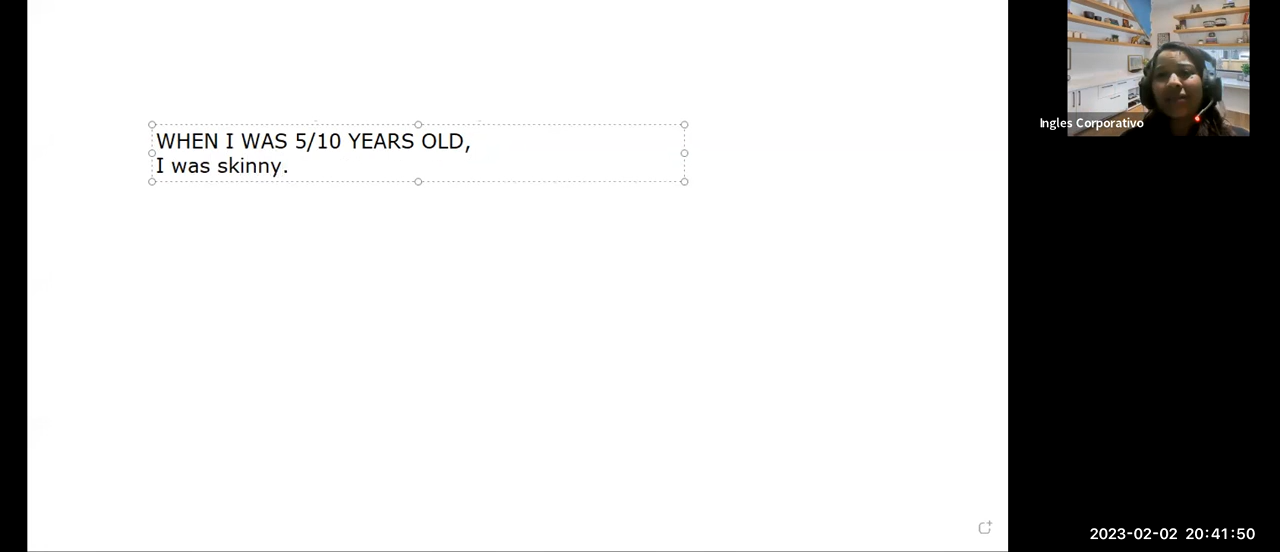 WHEN I WAS 5/10 YEARS OLD,
I was skinny.
Ingles Corporativo
2023-02-02 20:41:50